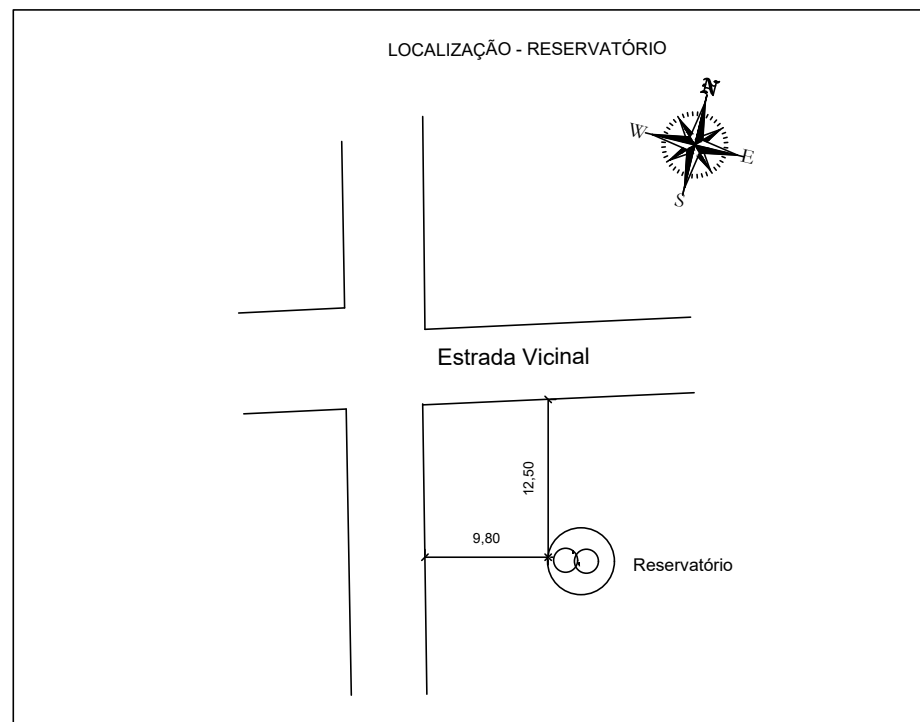 LOCALIZAÇÃO - RESERVATÓRIO
N
W
E
S
Estrada Vicinal
12,50
9,80
Reservatório